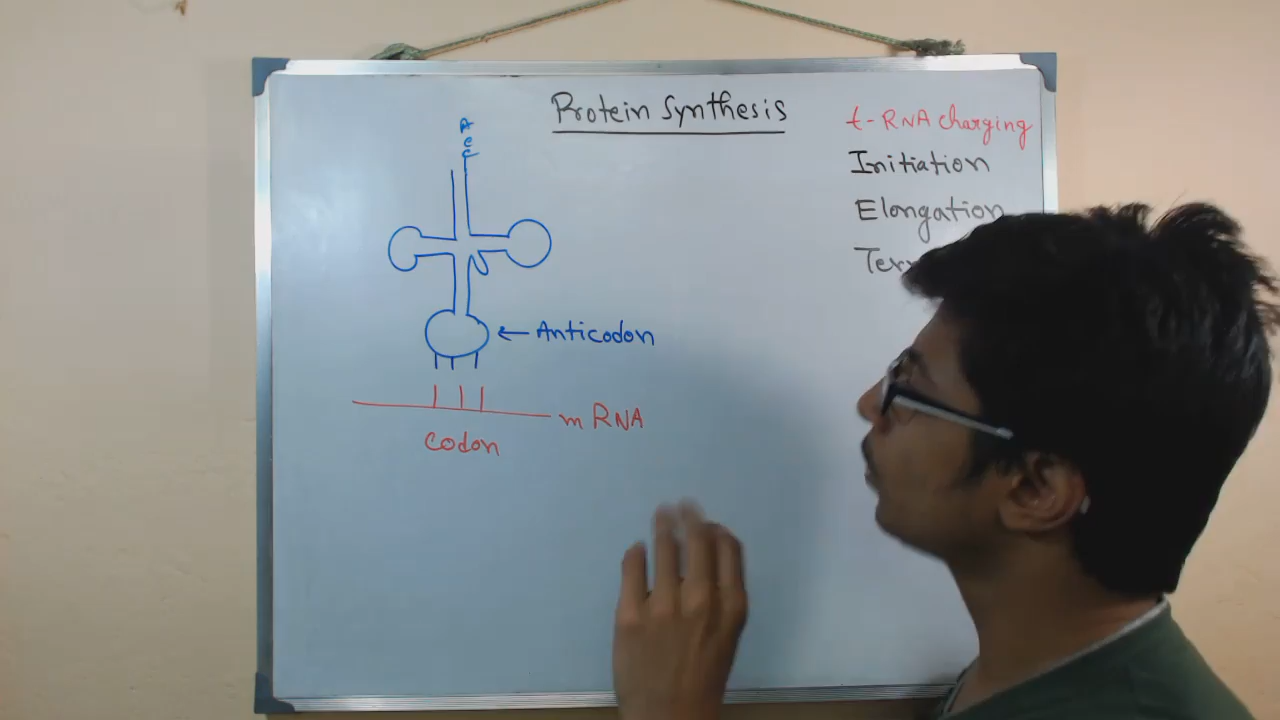 Protein Synthesis
t-RNA charging
Initiation
Elongation
A
C
C
← Anticodon
mRNA
Codon